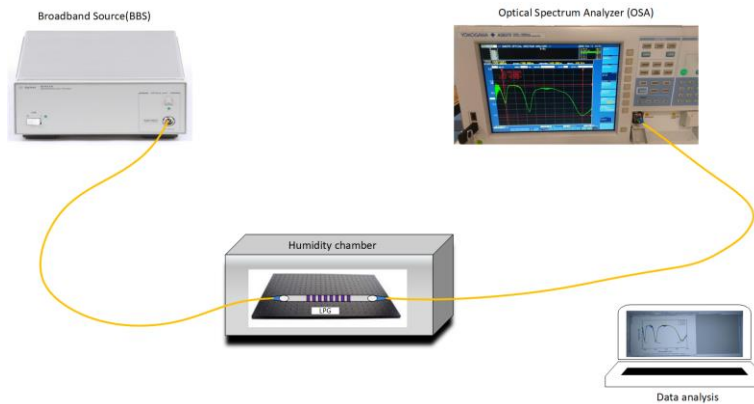 Broadband Source(BBS)
Optical Spectrum Analyzer (OSA)
YOKOGAWA
Humidity chamber
LPG
Data analysis